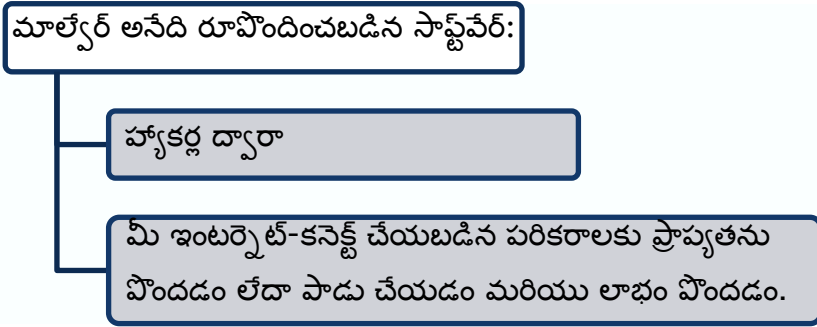 మాల్వేర్ అనేది రూపొందించబడిన సాఫ్ట్‌వేర్:
హ్యాకర్ల ద్వారా
మీ ఇంటర్నెట్-కనెక్ట్ చేయబడిన పరికరాలకు ప్రాప్యతను
పొందడం లేదా పాడు చేయడం మరియు లాభం పొందడం.